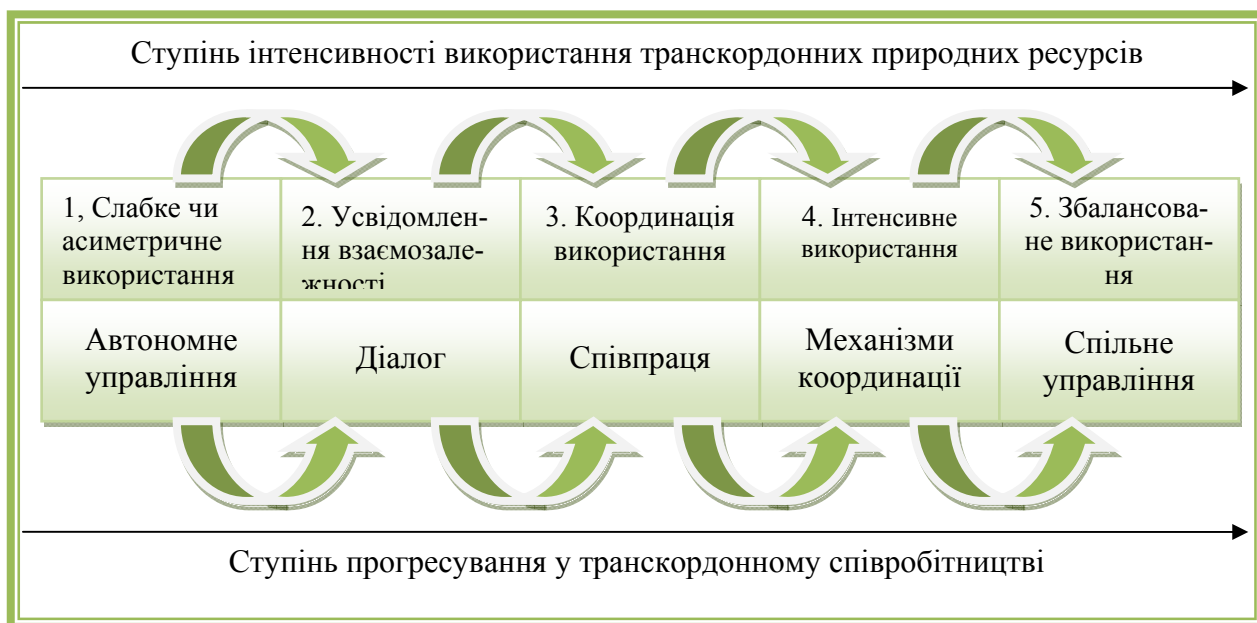 Ступінь інтенсивності використання транскордонних природних ресурсів
1, Слабке чи
асиметричне
використання
2. Усвідомлен-
ня взаємозале-
жності
3. Координація
використання
4. Інтенсивне
використання
5. Збалансова-
не використан-
ня
Автономне
управління
Діалог
Співпраця
Механізми
координації
Спільне
управління
Ступінь прогресування у транскордонному співробітництві